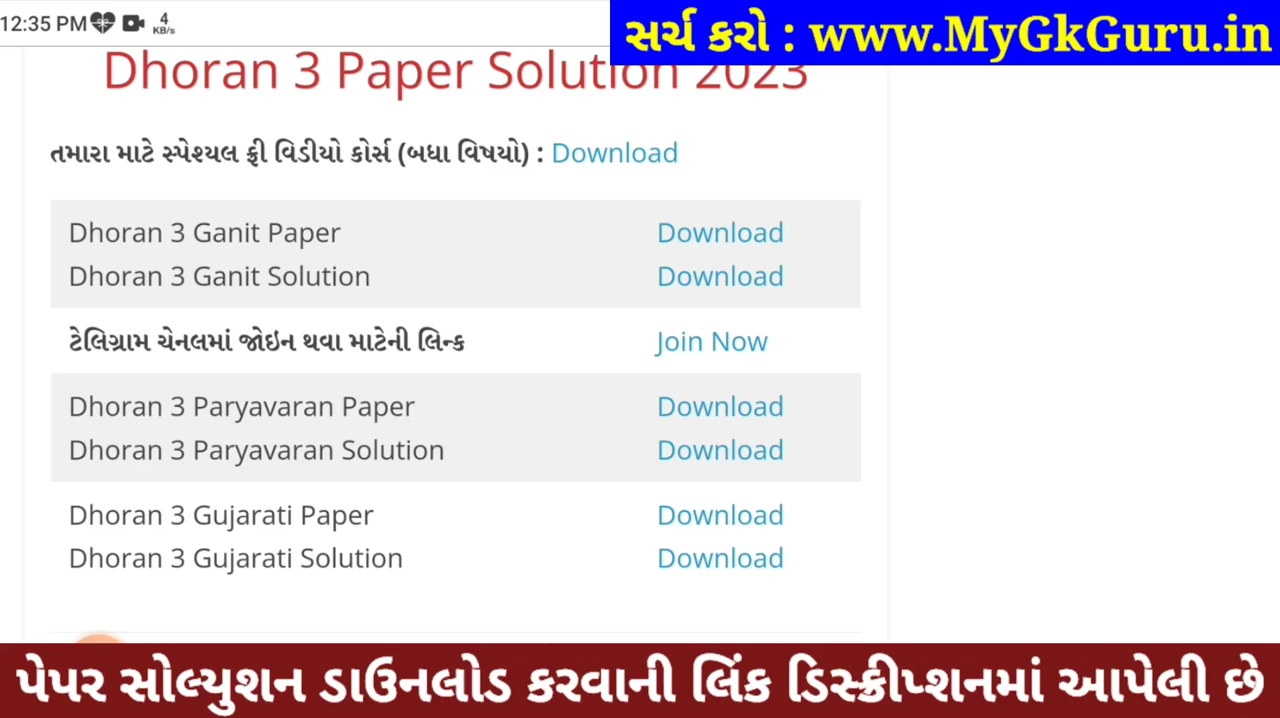 12:35 PM 4 KB/s
સર્ચ કરો : www.MyGkGuru.in
Dhoran 3 Paper Solution 2023
તમારા માટે સ્પેશ્યલ ફ્રી વિડીયો કોર્સ (બધા વિષયો) : Download
Dhoran 3 Ganit Paper Download
Dhoran 3 Ganit Solution Download
ટેલિગ્રામ ચેનલમાં જોઇન થવા માટેની લિન્ક Join Now
Dhoran 3 Paryavaran Paper Download
Dhoran 3 Paryavaran Solution Download
Dhoran 3 Gujarati Paper Download
Dhoran 3 Gujarati Solution Download
પેપર સોલ્યુશન ડાઉનલોડ કરવાની લિંક ડિસ્ક્રીપ્શનમાં આપેલી છે